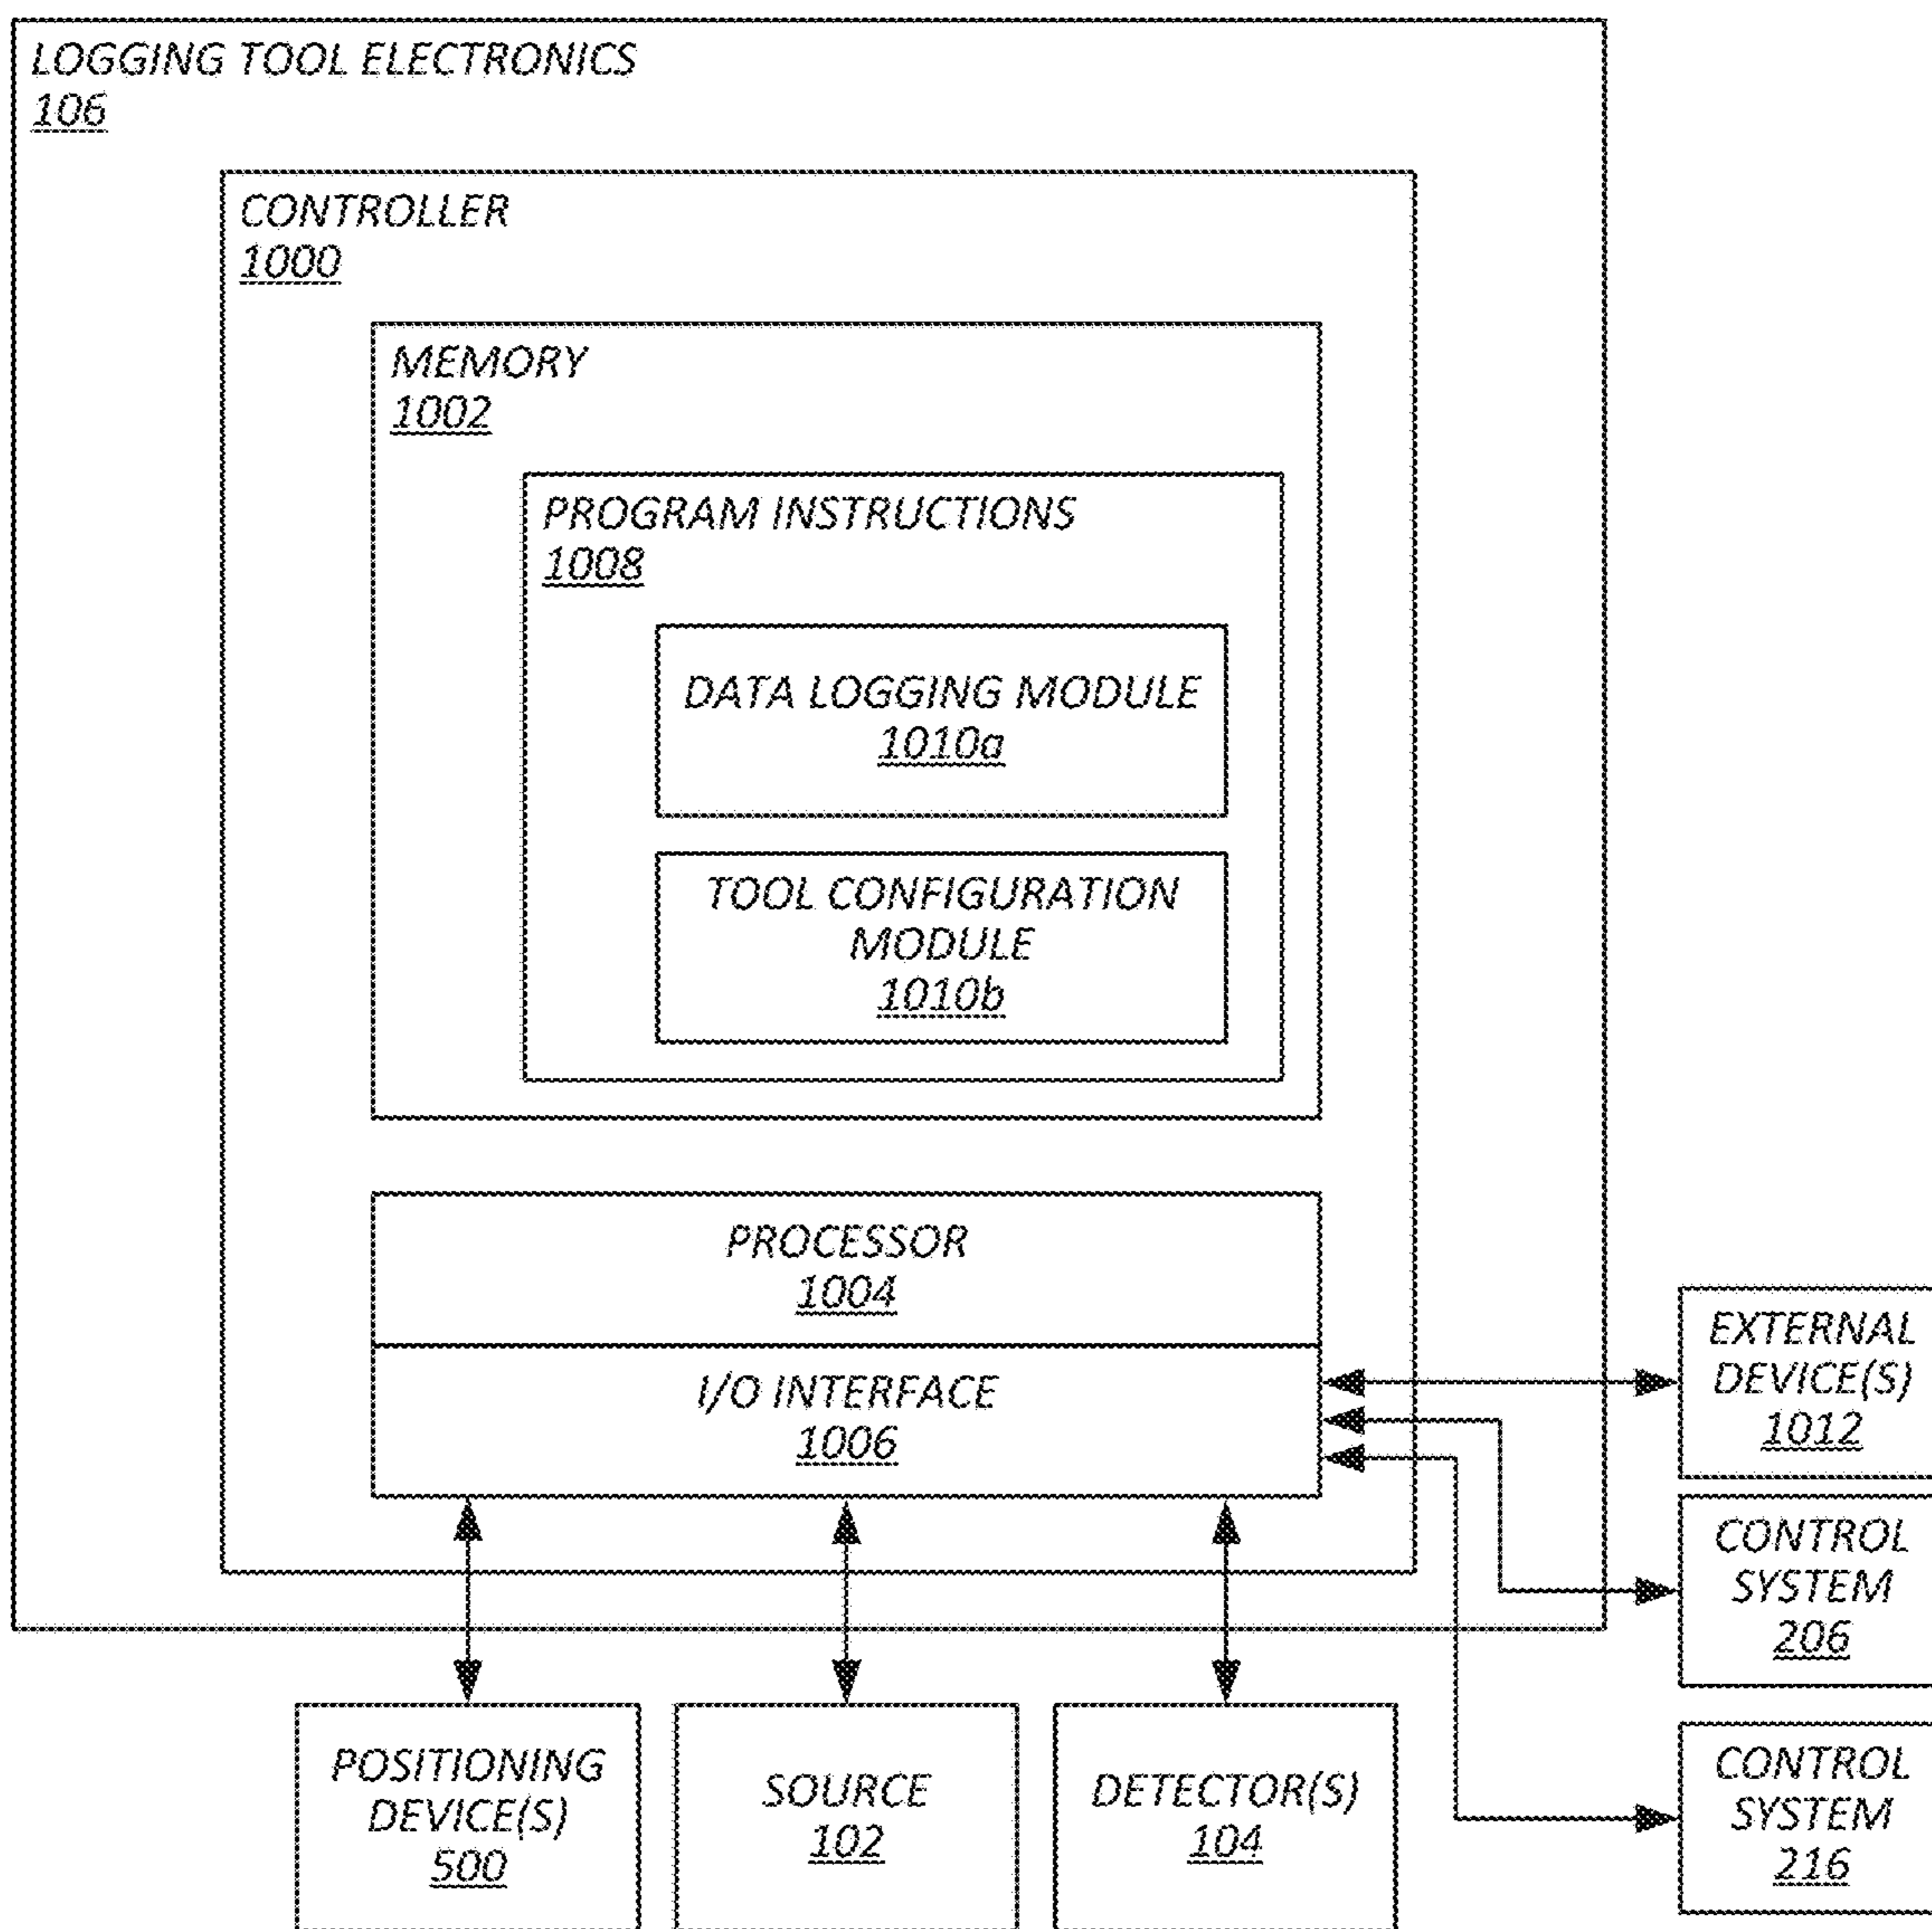 LOGGING TOOL ELECTRONICS
106
CONTROLLER
1000
MEMORY
1002
PROGRAM INSTRUCTIONS
1008
DATA LOGGING MODULE
1010a
TOOL CONFIGURATION
MODULE
1010b
PROCESSOR
1004
I/O INTERFACE
1006
EXTERNAL
DEVICE(S)
1012
CONTROL
SYSTEM
206
CONTROL
SYSTEM
216
POSITIONING
DEVICE(S)
500
SOURCE
102
DETECTOR(S)
104